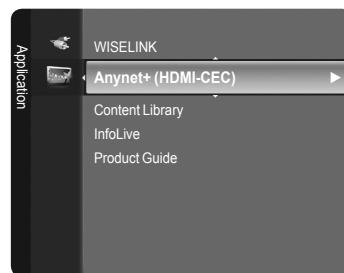 Application
WISELINK
Anynet+ (HDMI-CEC)
Content Library
InfoLive
Product Guide